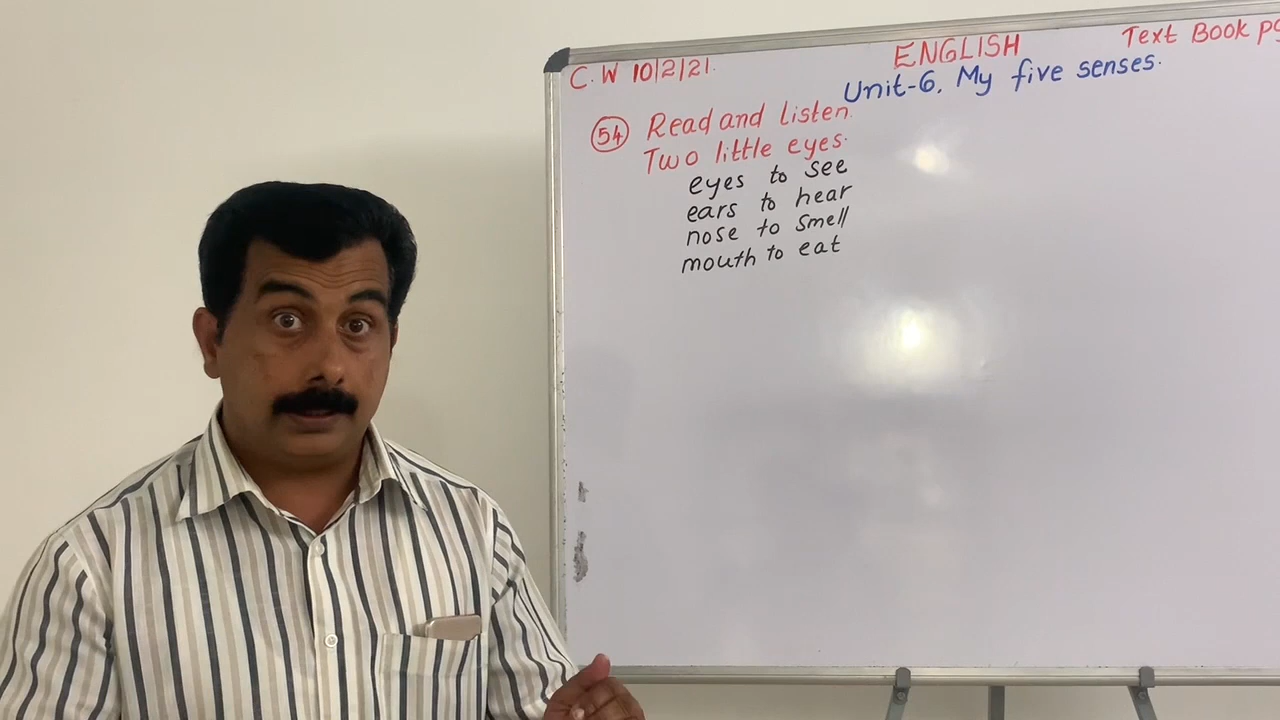 C.W 10/2/21.
ENGLISH
Text Book
Unit-6. My five senses.
54 Read and Listen.
Two little eyes.
eyes to see
ears to hear
nose to smell
mouth to eat